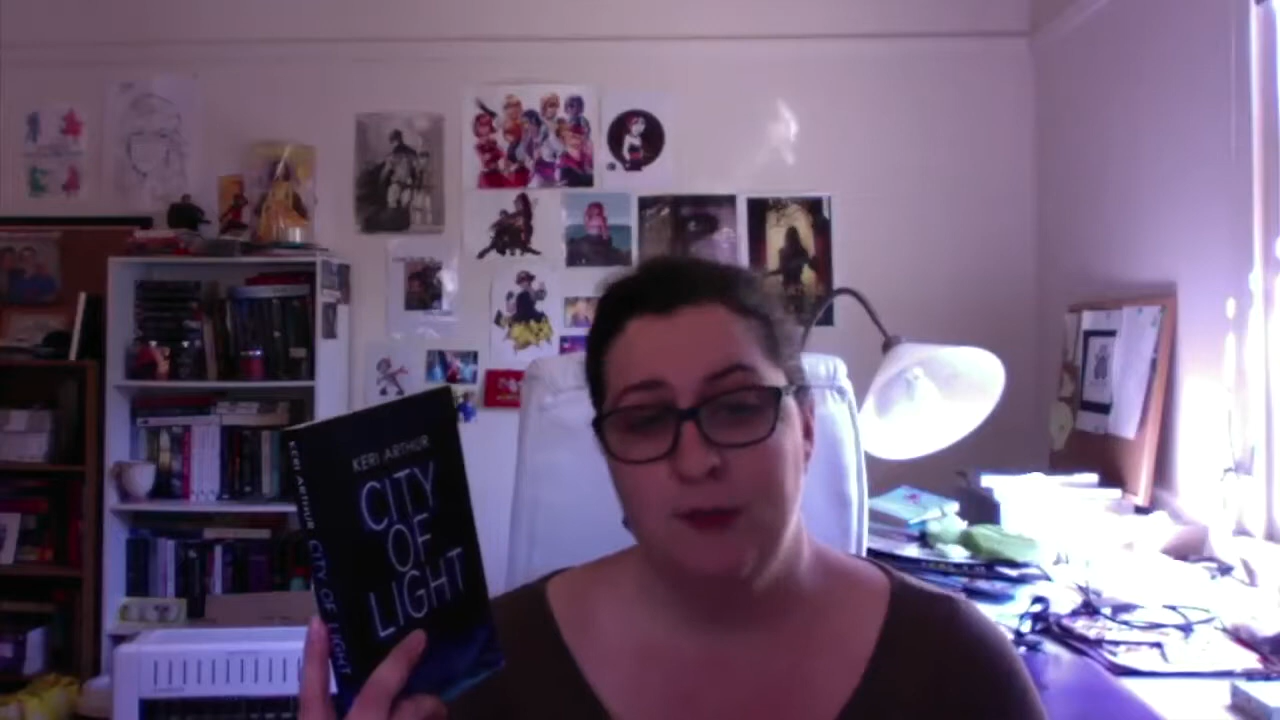 KERI ARTHUR
CITY
OF
LIGHT
KERI ARTHUR CITY OF LIGHT